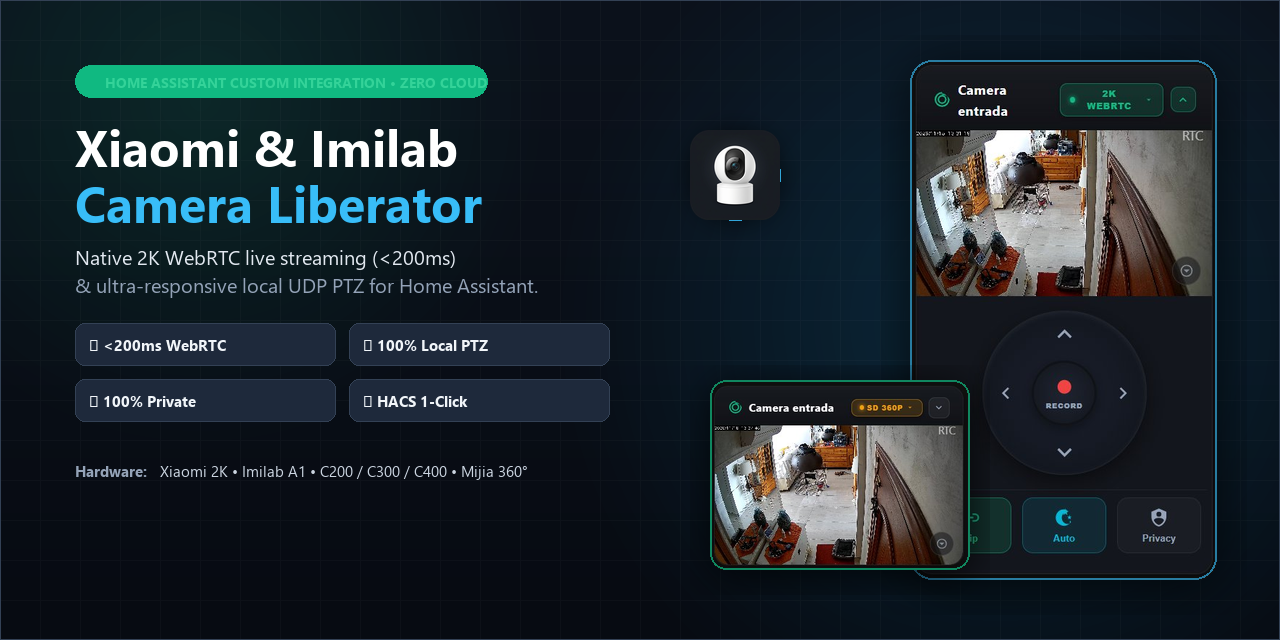 HOME ASSISTANT CUSTOM INTEGRATION • ZERO CLOUD
Xiaomi & Imilab
Camera Liberator
Native 2K WebRTC live streaming (<200ms)
& ultra-responsive local UDP PTZ for Home Assistant.
<200ms WebRTC
100% Local PTZ
100% Private
HACS 1-Click
Hardware: Xiaomi 2K • Imilab A1 • C200 / C300 / C400 • Mijia 360°
Camera
entrada
2K
WEBRTC
RTC
RECORD
Auto
Privacy
Camera entrada
SD 360P
RTC